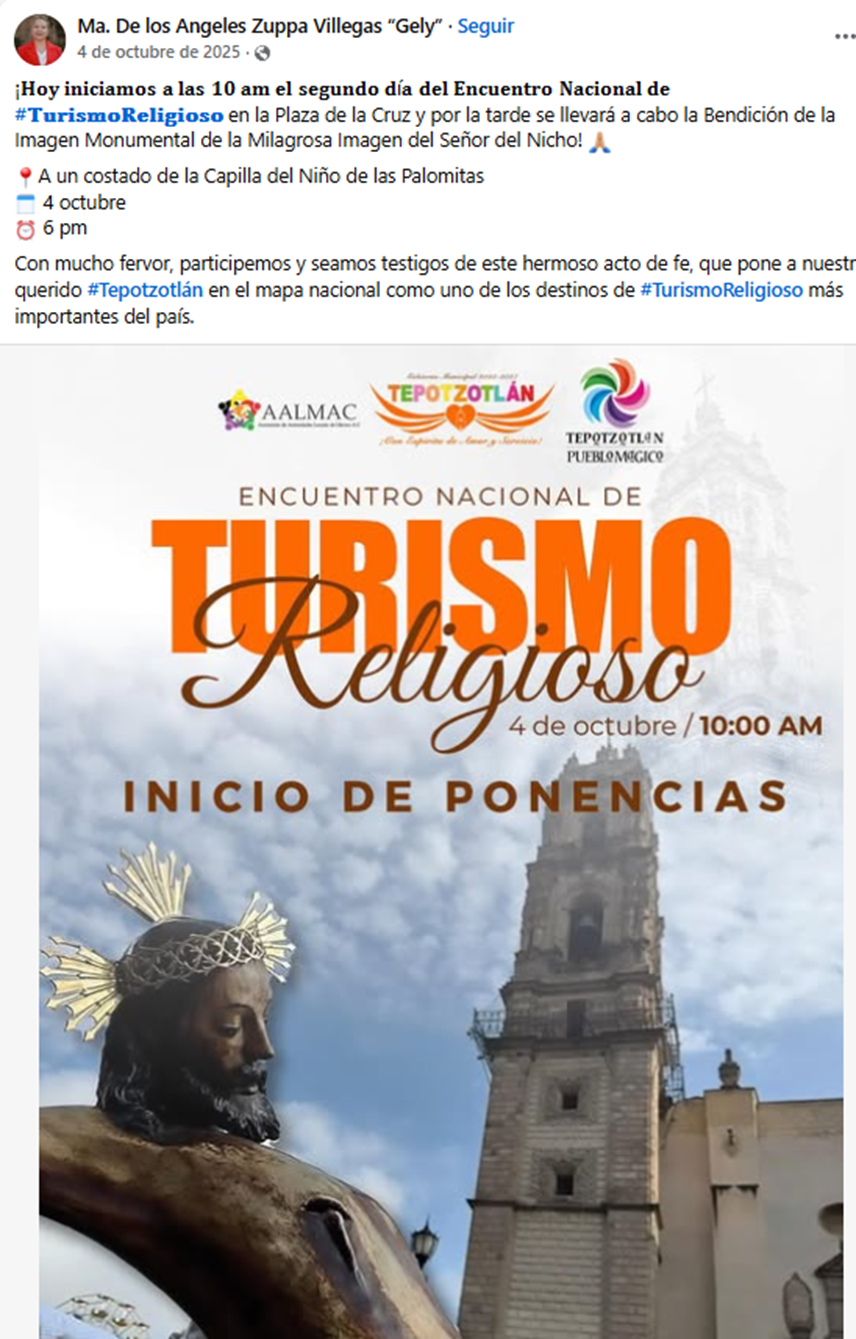 Ma. De los Angeles Zuppa Villegas “Gely” · Seguir
4 de octubre de 2025 ·
¡Hoy iniciamos a las 10 am el segundo día del Encuentro Nacional de
#TurismoReligioso en la Plaza de la Cruz y por la tarde se llevará a cabo la Bendición de la
Imagen Monumental de la Milagrosa Imagen del Señor del Nicho! 🙏🏼
📍A un costado de la Capilla del Niño de las Palomitas
🗓️ 4 octubre
⏰ 6 pm
Con mucho fervor, participemos y seamos testigos de este hermoso acto de fe, que pone a nuestr
querido #Tepotzotlán en el mapa nacional como uno de los destinos de #TurismoReligioso más
importantes del país.
AALMAC
TEPOTZOTLÁN
¡Con Espíritu de Amor y Servicio!
TEPOTZOTLÁN
PUEBLO MÁGICO
ENCUENTRO NACIONAL DE
TURISMO
Religioso
4 de octubre / 10:00 AM
INICIO DE PONENCIAS